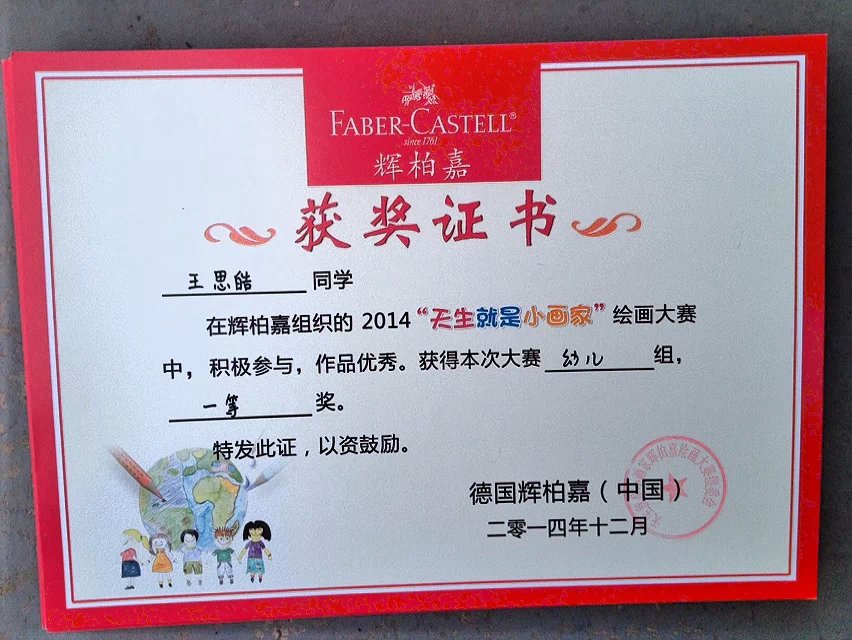 FABER-CASTELL®
since 1761
辉柏嘉
获奖证书
王思皓 同学
在辉柏嘉组织的 2014“天生就是小画家”绘画大赛
中，积极参与，作品优秀。获得本次大赛 幼儿 组，
一等 奖。
特发此证，以资鼓励。
德国辉柏嘉（中国）
二零一四年十二月